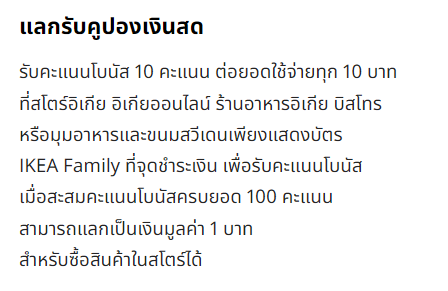 แลกรับคูปองเงินสด
รับคะแนนโบนัส 10 คะแนน ต่อยอดใช้จ่ายทุก 10 บาท
ที่สโตร์อิเกีย อิเกียออนไลน์ ร้านอาหารอิเกีย บิสโทร
หรือมุมอาหารและขนมสวีเดนเพียงแสดงบัตร
IKEA Family ที่จุดชำระเงิน เพื่อรับคะแนนโบนัส
เมื่อสะสมคะแนนโบนัสครบยอด 100 คะแนน
สามารถแลกเป็นเงินมูลค่า 1 บาท
สำหรับซื้อสินค้าในสโตร์ได้